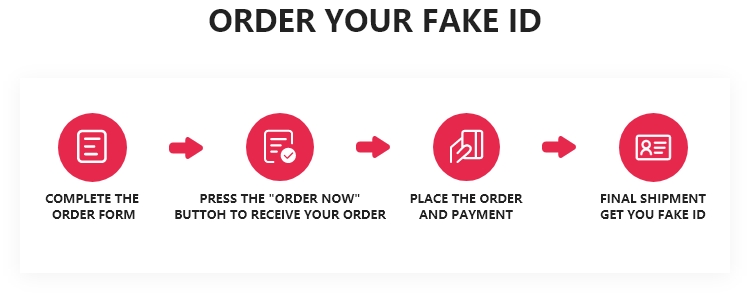 ORDER YOUR FAKE ID
COMPLETE THE
ORDER FORM
PRESS THE "ORDER NOW"
BUTTOH TO RECEIVE YOUR ORDER
PLACE THE ORDER
AND PAYMENT
FINAL SHIPMENT
GET YOU FAKE ID